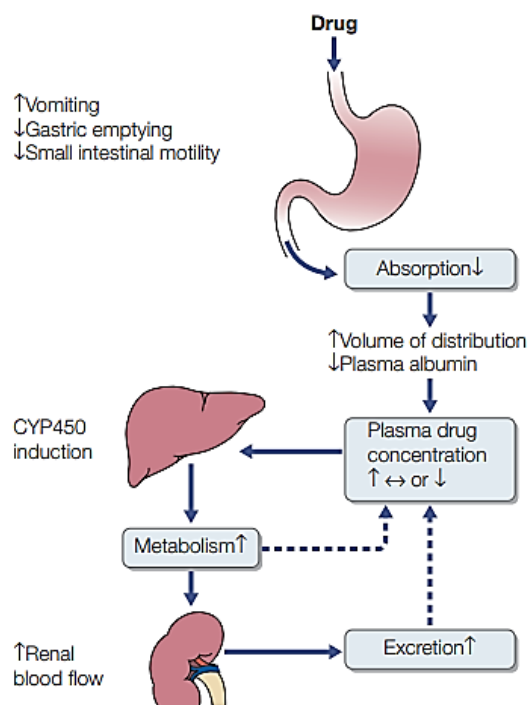 Drug
↑Vomiting
↓Gastric emptying
↓Small intestinal motility
Absorption↓
↑Volume of distribution
↓Plasma albumin
CYP450
induction
Plasma drug
concentration
↑ ↔ or ↓
Metabolism↑
↑Renal
blood flow
Excretion↑